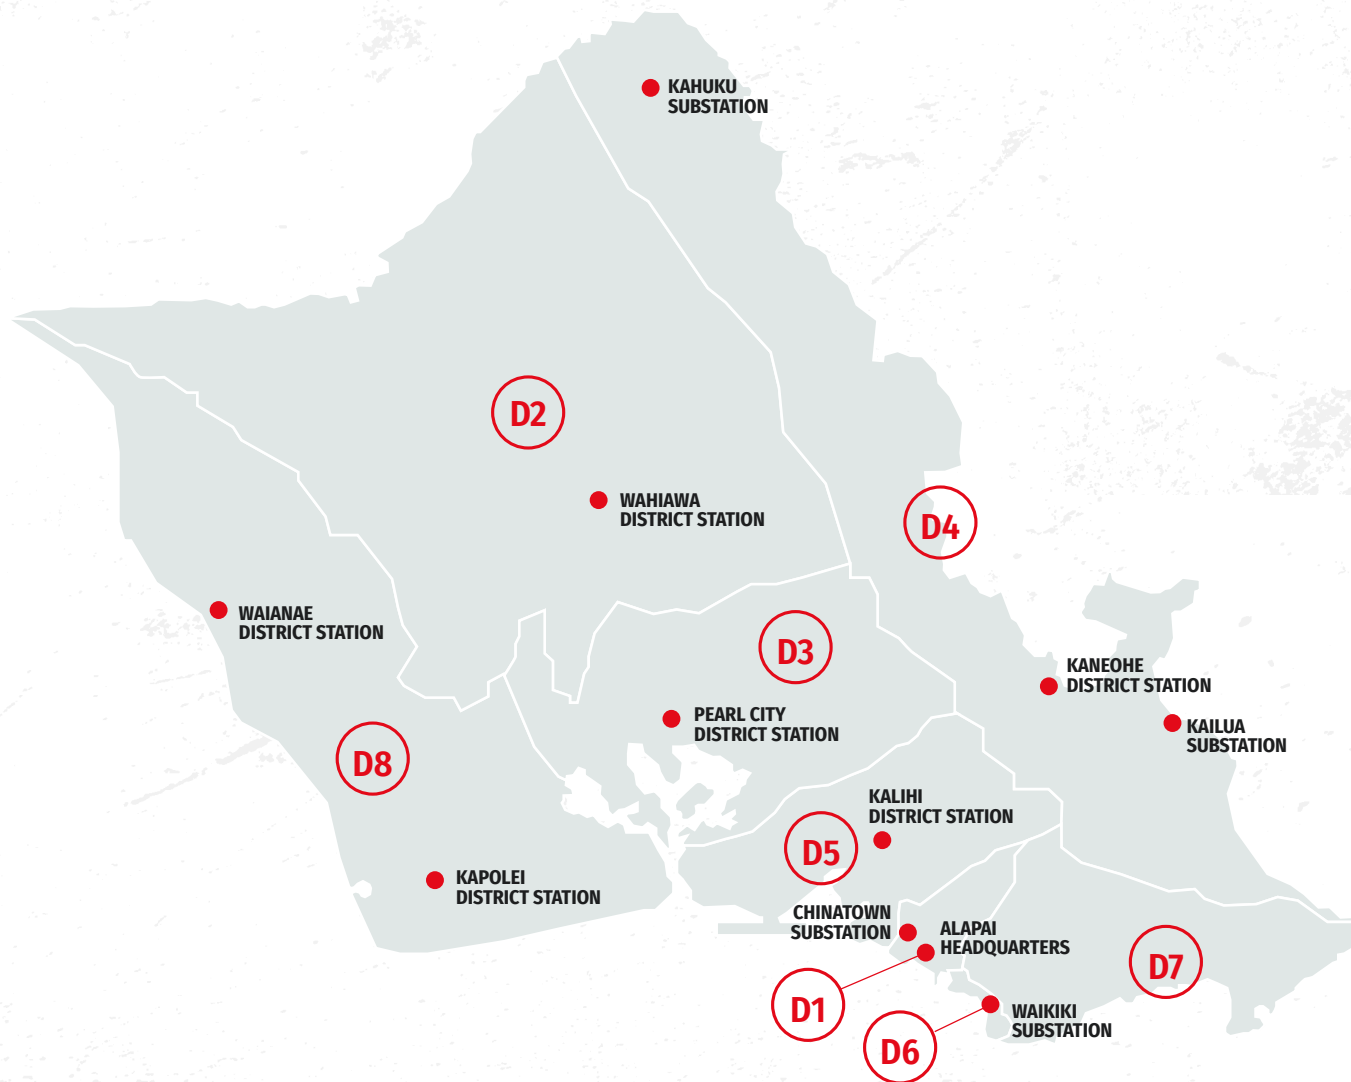 KAHUKU
SUBSTATION
D2
WAHIAWA
DISTRICT STATION
D4
WAIANAE
DISTRICT STATION
D3
KANEOHE
DISTRICT STATION
PEARL CITY
DISTRICT STATION
KAILUA
SUBSTATION
D8
KALIHI
DISTRICT STATION
D5
KAPOLEI
DISTRICT STATION
CHINATOWN
SUBSTATION
ALAPAI
HEADQUARTERS
D7
D1
WAIKIKI
SUBSTATION
D6